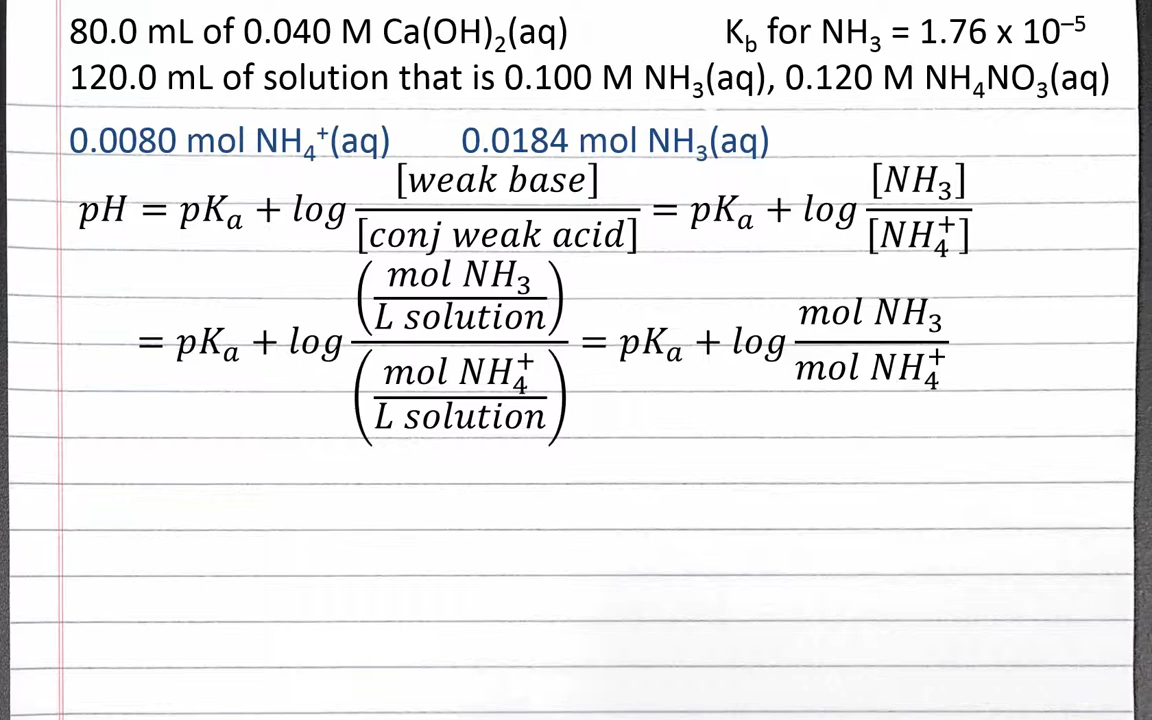 80.0 mL of 0.040 M Ca(OH)₂(aq) K_b for NH₃ = 1.76 x 10⁻⁵
120.0 mL of solution that is 0.100 M NH₃(aq), 0.120 M NH₄NO₃(aq)
0.0080 mol NH₄⁺(aq) 0.0184 mol NH₃(aq)
pH = pKₐ + log [weak base] / [conj weak acid] = pKₐ + log [NH₃] / [NH₄⁺]
= pKₐ + log (mol NH₃ / L solution) / (mol NH₄⁺ / L solution) = pKₐ + log mol NH₃ / mol NH₄⁺